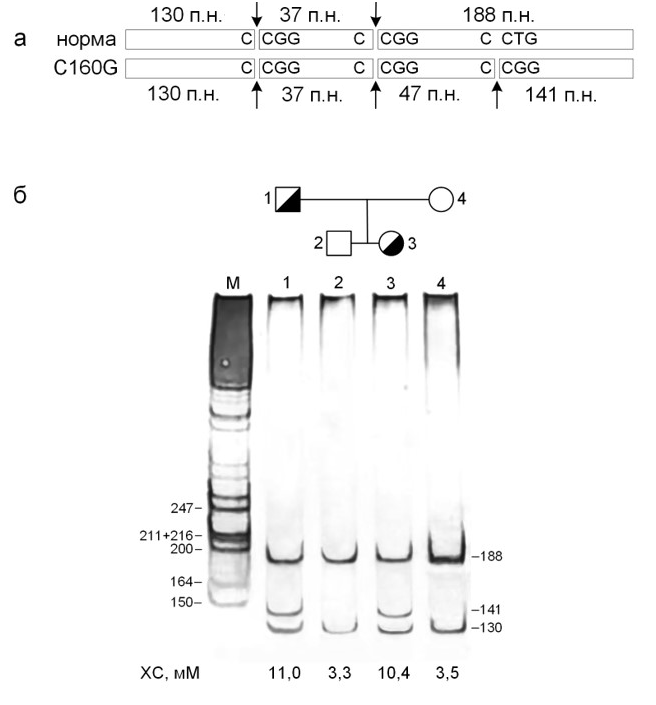 130 п.н. 37 п.н. 188 п.н.
а норма C CGG C CGG C CTG
C160G C CGG C CGG C CGG
130 п.н. 37 п.н. 47 п.н. 141 п.н.
б
1 4
2 3
M 1 2 3 4
247–
211+216–
200–
164–
150–
–188
–141
–130
ХС, мМ 11,0 3,3 10,4 3,5